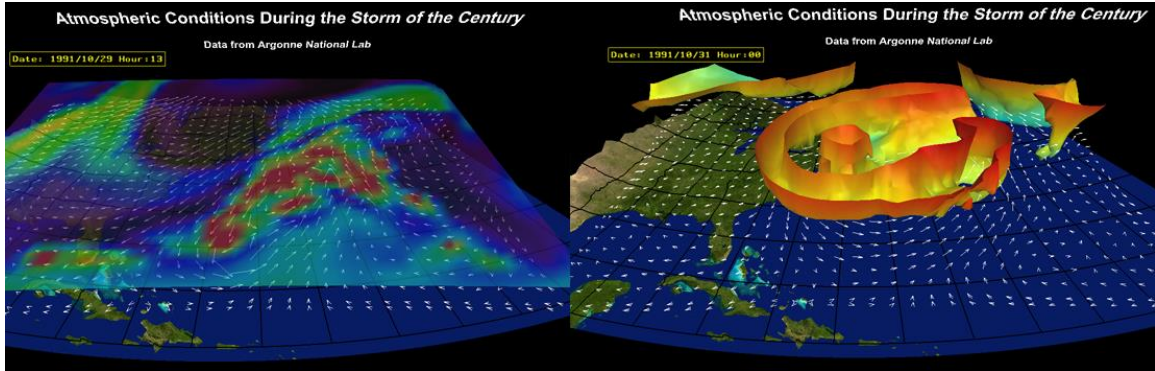 Atmospheric Conditions During the Storm of the Century
Data from Argonne National Lab
Date: 1991/10/29 Hour:13
Atmospheric Conditions During the Storm of the Century
Data from Argonne National Lab
Date: 1991/10/31 Hour:00